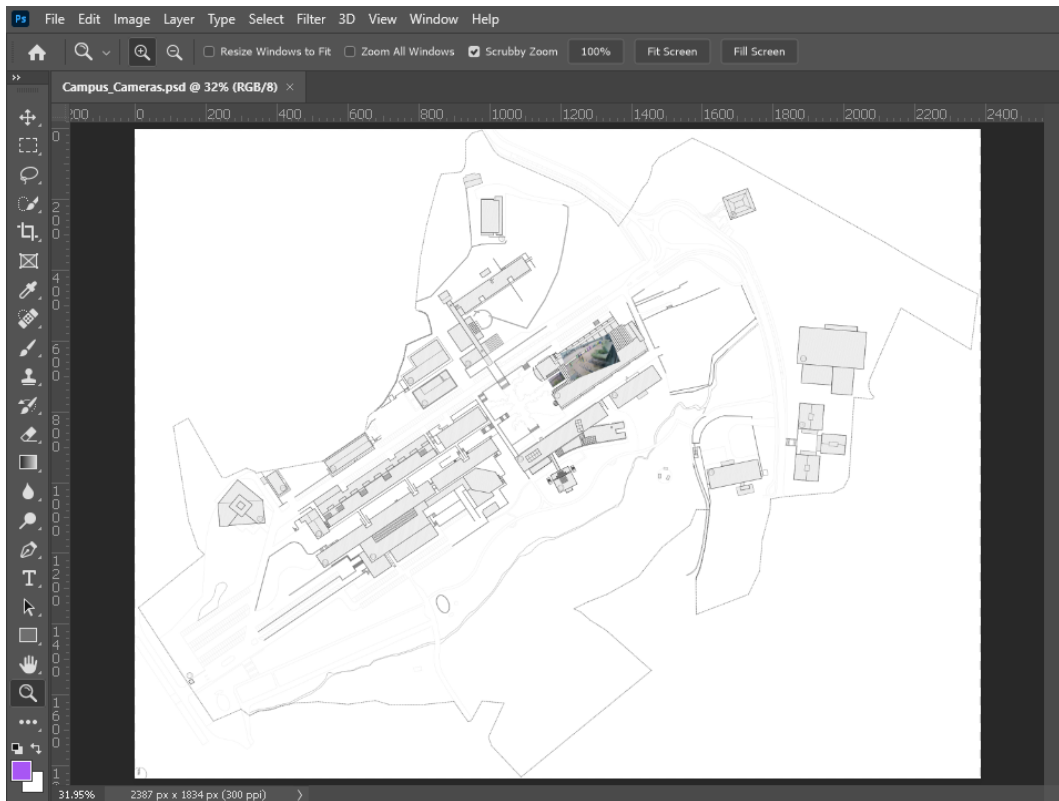 Ps File Edit Image Layer Type Select Filter 3D View Window Help
Resize Windows to Fit Zoom All Windows Scrubby Zoom 100% Fit Screen Fill Screen
Campus_Cameras.psd @ 32% (RGB/8) ×
200 0 200 400 600 800 1000 1200 1400 1600 1800 2000 2200 2400
0
200
400
600
800
1000
1200
1400
1600
31.95% 2387 px x 1834 px (300 ppi)